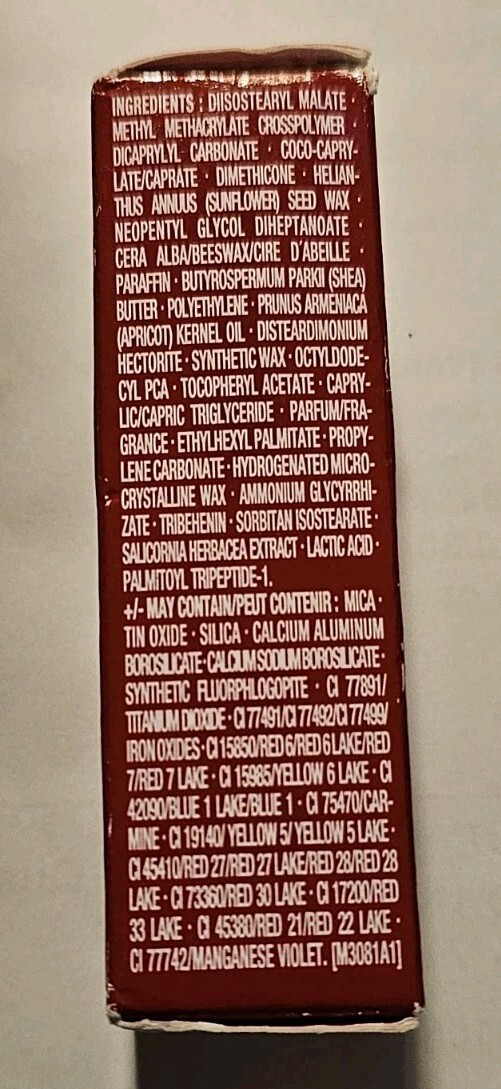 INGREDIENTS : DIISOSTEARYL MALATE ·
METHYL METHACRYLATE CROSSPOLYMER
DICAPRYLYL CARBONATE · COCO-CAPRY-
LATE/CAPRATE · DIMETHICONE · HELIAN-
THUS ANNUUS (SUNFLOWER) SEED WAX ·
NEOPENTYL GLYCOL DIHEPTANOATE ·
CERA ALBA/BEESWAX/CIRE D'ABEILLE ·
PARAFFIN · BUTYROSPERMUM PARKII (SHEA)
BUTTER · POLYETHYLENE · PRUNUS ARMENIACA
(APRICOT) KERNEL OIL · DISTEARDIMONIUM
HECTORITE · SYNTHETIC WAX · OCTYLDODE-
CYL PCA · TOCOPHERYL ACETATE · CAPRY-
LIC/CAPRIC TRIGLYCERIDE · PARFUM/FRA-
GRANCE · ETHYLHEXYL PALMITATE · PROPY-
LENE CARBONATE · HYDROGENATED MICRO-
CRYSTALLINE WAX · AMMONIUM GLYCYRRHI-
ZATE · TRIBEHENIN · SORBITAN ISOSTEARATE ·
SALICORNIA HERBACEA EXTRACT · LACTIC ACID ·
PALMITOYL TRIPEPTIDE-1.
+/- MAY CONTAIN/PEUT CONTENIR : MICA ·
TIN OXIDE · SILICA · CALCIUM ALUMINUM
BOROSILICATE · CALCIUM SODIUM BOROSILICATE ·
SYNTHETIC FLUORPHLOGOPITE · CI 77891/
TITANIUM DIOXIDE · CI 77491/CI 77492/CI 77499/
IRON OXIDES · CI 15850/RED 6/RED 6 LAKE/RED
7/RED 7 LAKE · CI 15985/YELLOW 6 LAKE · CI
42090/BLUE 1 LAKE/BLUE 1 · CI 75470/CAR-
MINE · CI 19140/ YELLOW 5/ YELLOW 5 LAKE ·
CI 45410/RED 27/RED 27 LAKE/RED 28/RED 28
LAKE · CI 73360/RED 30 LAKE · CI 17200/RED
33 LAKE · CI 45380/RED 21/RED 22 LAKE ·
CI 77742/MANGANESE VIOLET. [M3081A1]